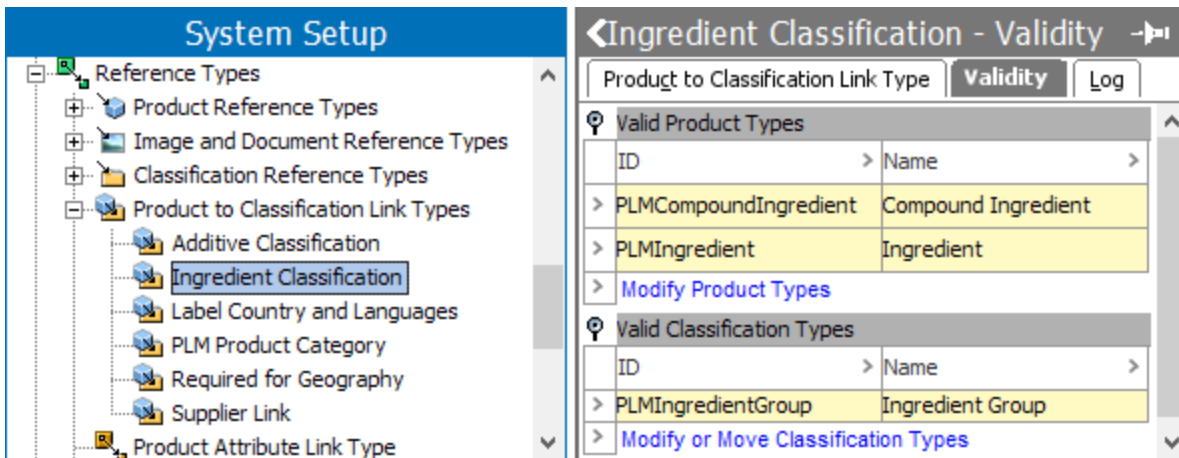 System Setup
Reference Types
Product Reference Types
Image and Document Reference Types
Classification Reference Types
Product to Classification Link Types
Additive Classification
Ingredient Classification
Label Country and Languages
PLM Product Category
Required for Geography
Supplier Link
Product Attribute Link Type
Ingredient Classification - Validity
Product to Classification Link Type Validity Log
Valid Product Types
ID > Name >
> PLMCompoundIngredient Compound Ingredient
> PLMIngredient Ingredient
> Modify Product Types
Valid Classification Types
ID > Name >
> PLMIngredientGroup Ingredient Group
> Modify or Move Classification Types